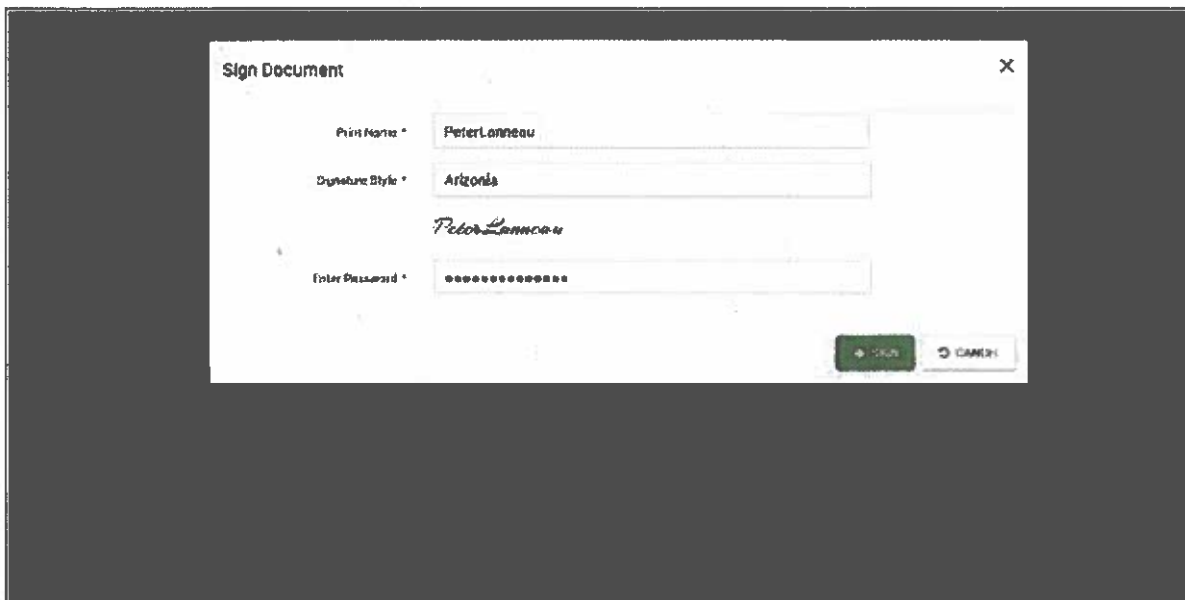 Sign Document ×
Print Name * PeterLanneau
Signature Style * Arizonia
PeterLanneau
Enter Password * ••••••••••••••
SIGN CANCEL